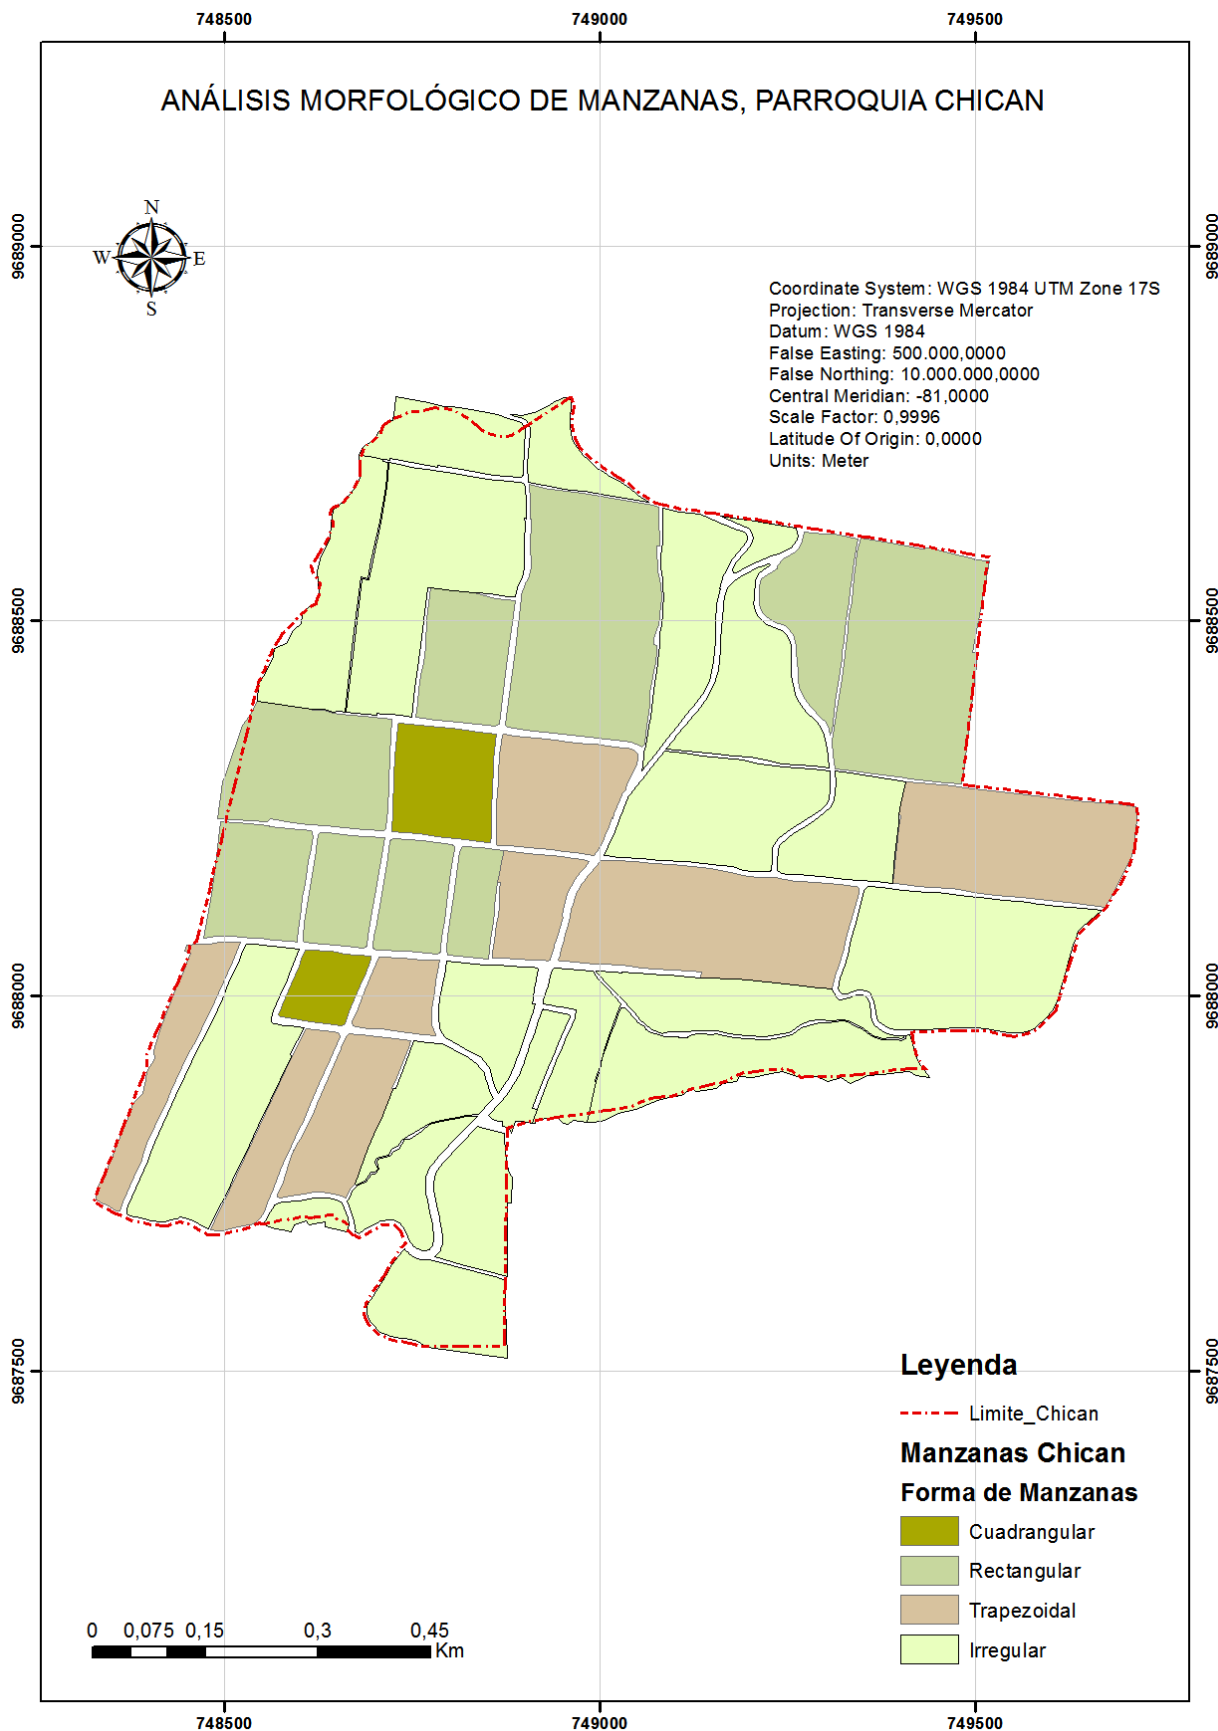 748500 749000 749500
ANÁLISIS MORFOLÓGICO DE MANZANAS, PARROQUIA CHICAN
N
W E
S
9689000 9689000
Coordinate System: WGS 1984 UTM Zone 17S
Projection: Transverse Mercator
Datum: WGS 1984
False Easting: 500.000,0000
False Northing: 10.000.000,0000
Central Meridian: -81,0000
Scale Factor: 0,9996
Latitude Of Origin: 0,0000
Units: Meter
9688500 9688500
9688000 9688000
9687500 9687500
Leyenda
Limite_Chican
Manzanas Chican
Forma de Manzanas
Cuadrangular
Rectangular
Trapezoidal
Irregular
0 0,075 0,15 0,3 0,45
Km
748500 749000 749500